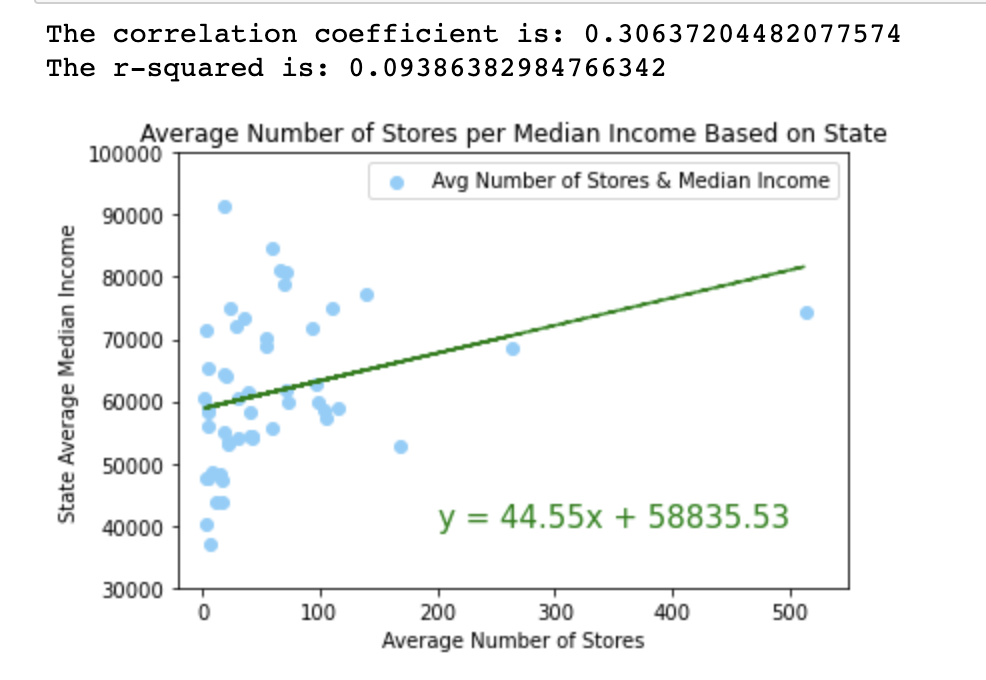 The correlation coefficient is: 0.30637204482077574
The r-squared is: 0.09386382984766342
Average Number of Stores per Median Income Based on State
100000
90000
80000
70000
60000
50000
40000
30000
State Average Median Income
Avg Number of Stores & Median Income
y = 44.55x + 58835.53
0 100 200 300 400 500
Average Number of Stores